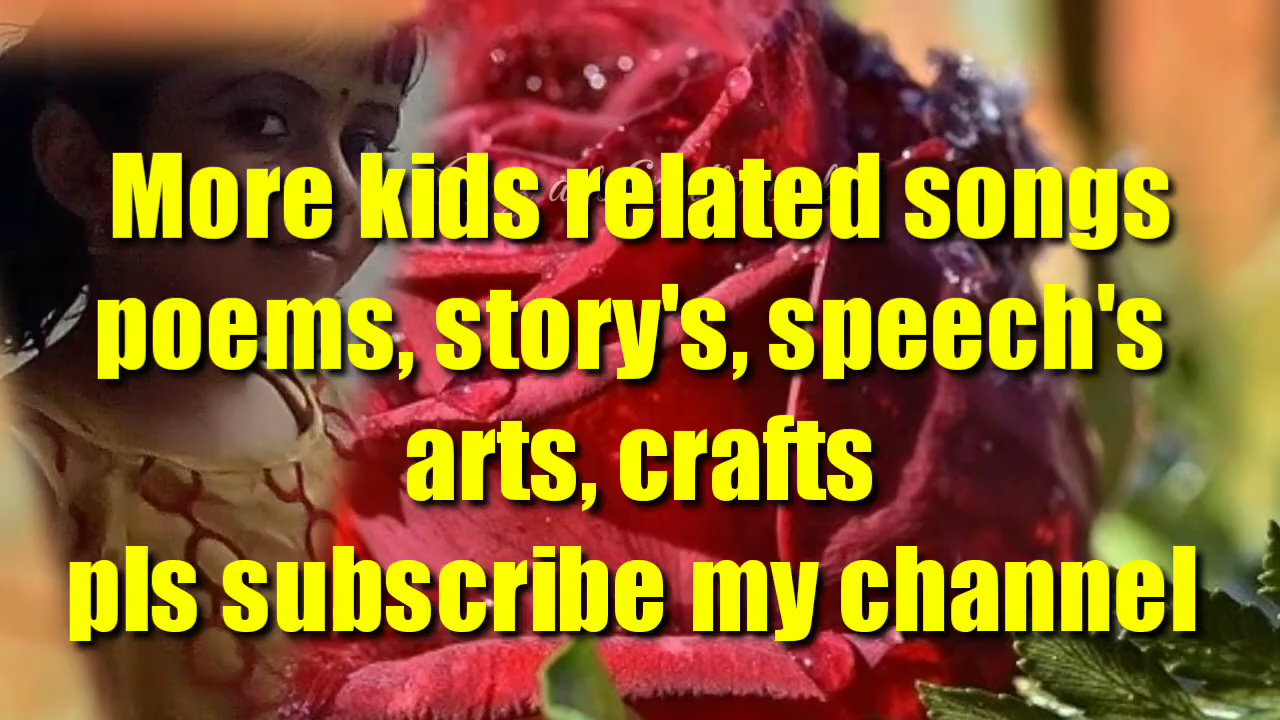 More kids related songs
poems, story's, speech's
arts, crafts
pls subscribe my channel